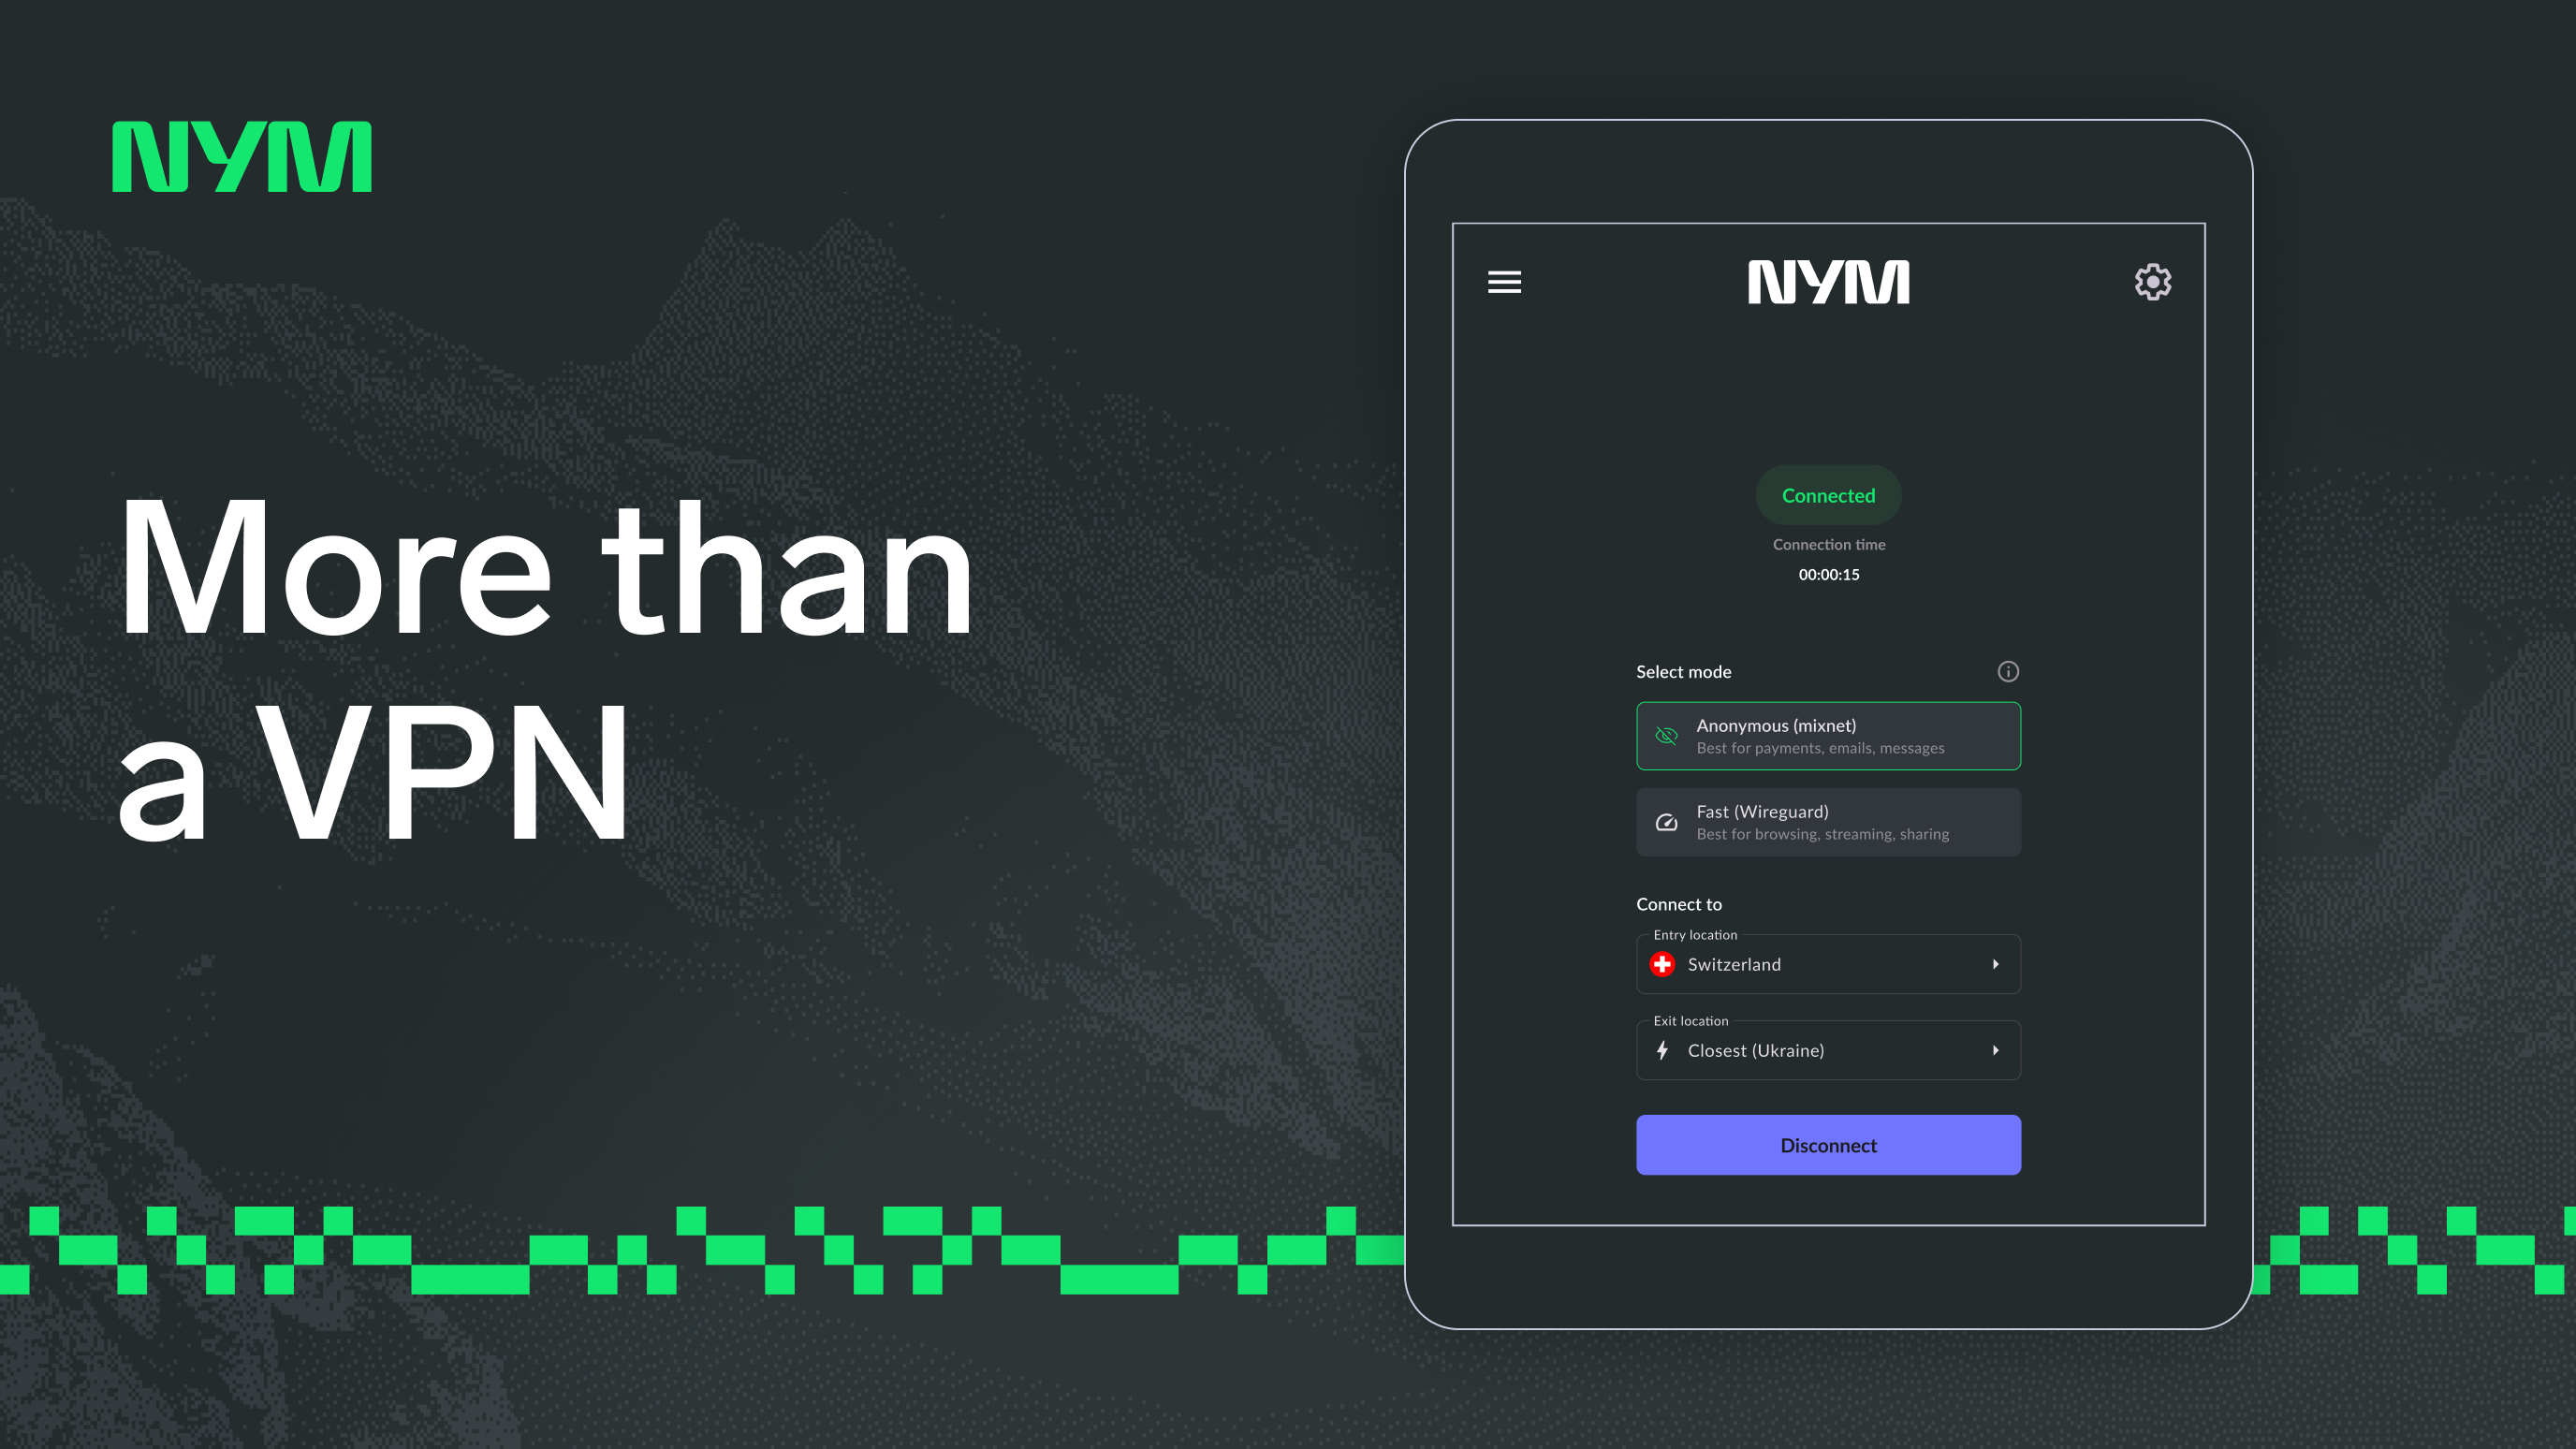 NYM
More than
a VPN
NYM
Connected
Connection time
00:00:15
Select mode
Anonymous (mixnet)
Best for payments, emails, messages
Fast (Wireguard)
Best for browsing, streaming, sharing
Connect to
Entry location
Switzerland
Exit location
Closest (Ukraine)
Disconnect